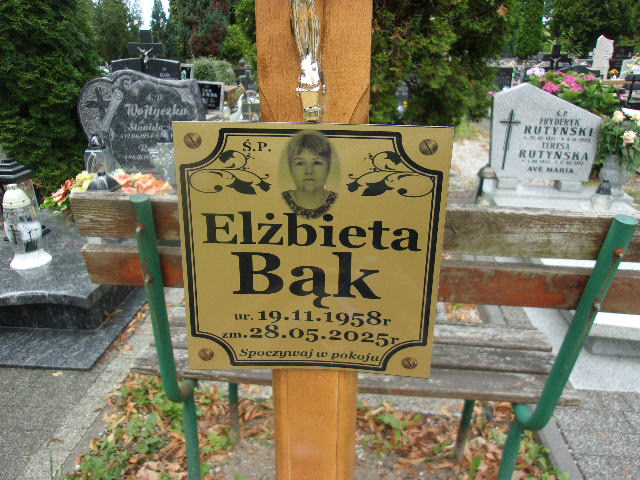 Ś.P.
Elżbieta
Bąk
ur. 19.11.1958r
zm. 28.05.2025r
Spoczywaj w pokoju
Ś.P.
FRYDERYK
RUTYŃSKI
TERESA
RUTYŃSKA
AVE MARIA
Wojtyczka